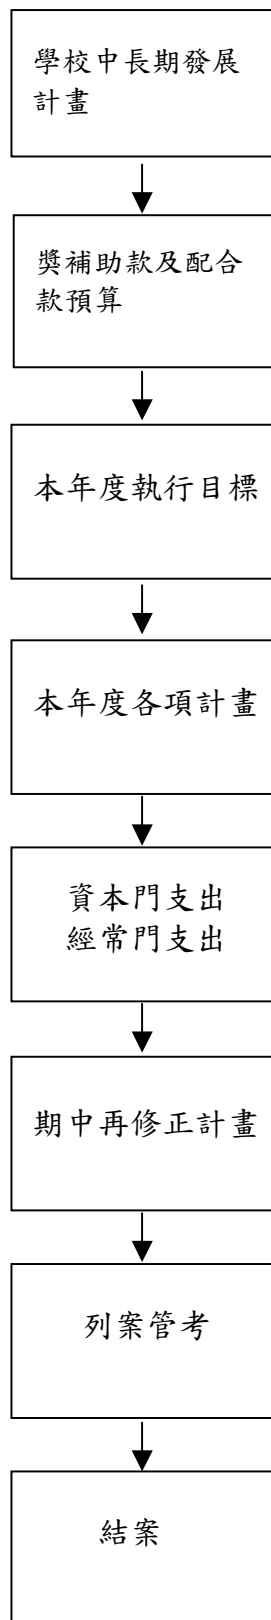 學校中長期發展
計畫
獎補助款及配合
款預算
本年度執行目標
本年度各項計畫
資本門支出
經常門支出
期中再修正計畫
列案管考
結案